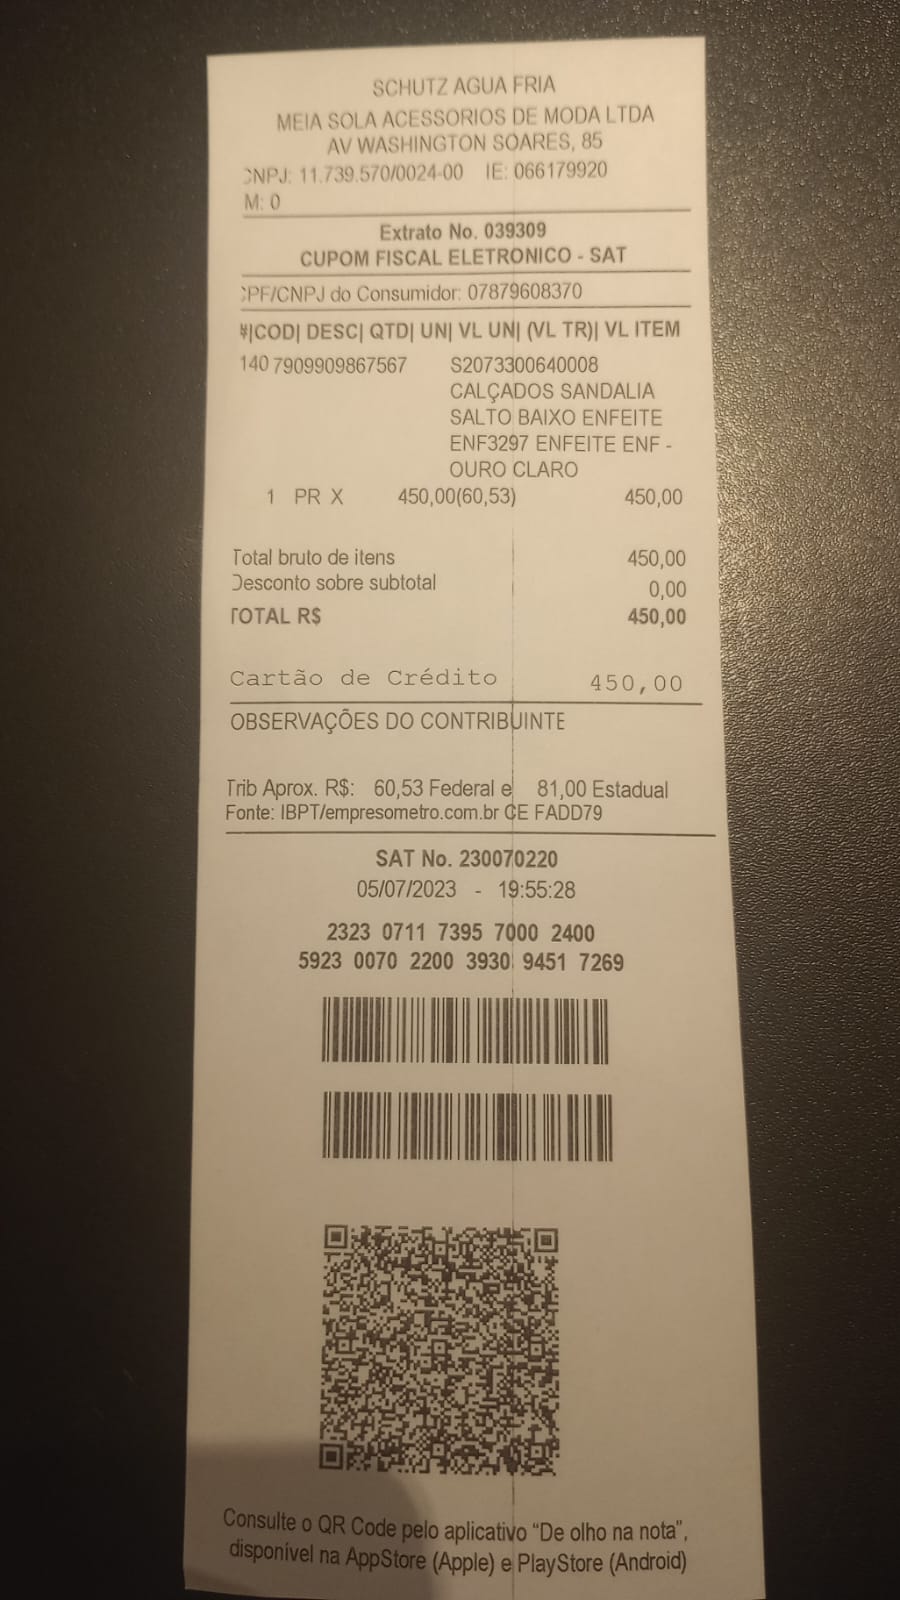 SCHUTZ AGUA FRIA
MEIA SOLA ACESSORIOS DE MODA LTDA
AV WASHINGTON SOARES, 85
CNPJ: 11.739.570/0024-00 IE: 066179920
M: 0
Extrato No. 039309
CUPOM FISCAL ELETRONICO - SAT
CPF/CNPJ do Consumidor: 07879608370
#|COD| DESC| QTD| UN| VL UN| (VL TR)| VL ITEM
140 7909909867567 S2073300640008
CALÇADOS SANDALIA
SALTO BAIXO ENFEITE
ENF3297 ENFEITE ENF -
OURO CLARO
1 PR X 450,00(60,53) 450,00
Total bruto de itens 450,00
Desconto sobre subtotal 0,00
TOTAL R$ 450,00
Cartão de Crédito 450,00
OBSERVAÇÕES DO CONTRIBUINTE
Trib Aprox. R$: 60,53 Federal e 81,00 Estadual
Fonte: IBPT/empresometro.com.br CE FADD79
SAT No. 230070220
05/07/2023 - 19:55:28
2323 0711 7395 7000 2400
5923 0070 2200 3930 9451 7269
Consulte o QR Code pelo aplicativo “De olho na nota”,
disponível na AppStore (Apple) e PlayStore (Android)